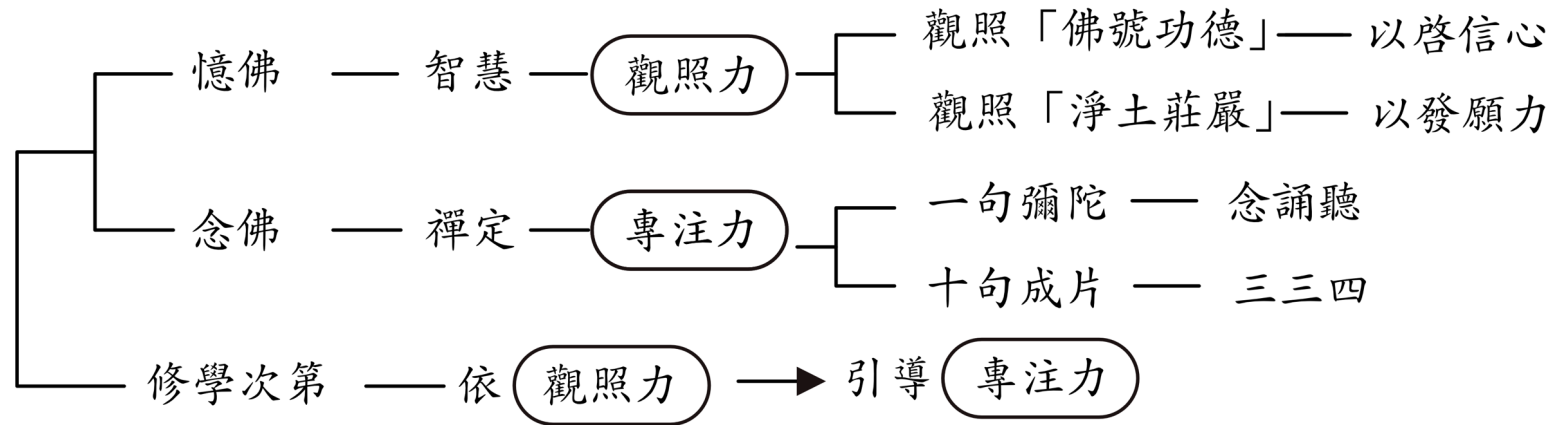 觀照「佛號功德」 以啓信心
憶佛 智慧 觀照力
觀照「淨土莊嚴」 以發願力
一句彌陀 念誦聽
念佛 禪定 專注力
十句成片 三三四
修學次第 依 觀照力 引導 專注力